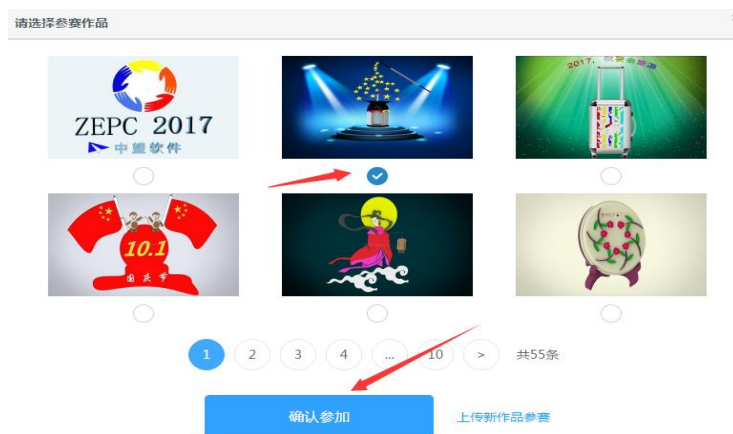 请选择参赛作品
ZEPC 2017
中望软件
10.1
国庆节
1 2 3 4 ... 10 > 共55条
确认参加 上传新作品参赛